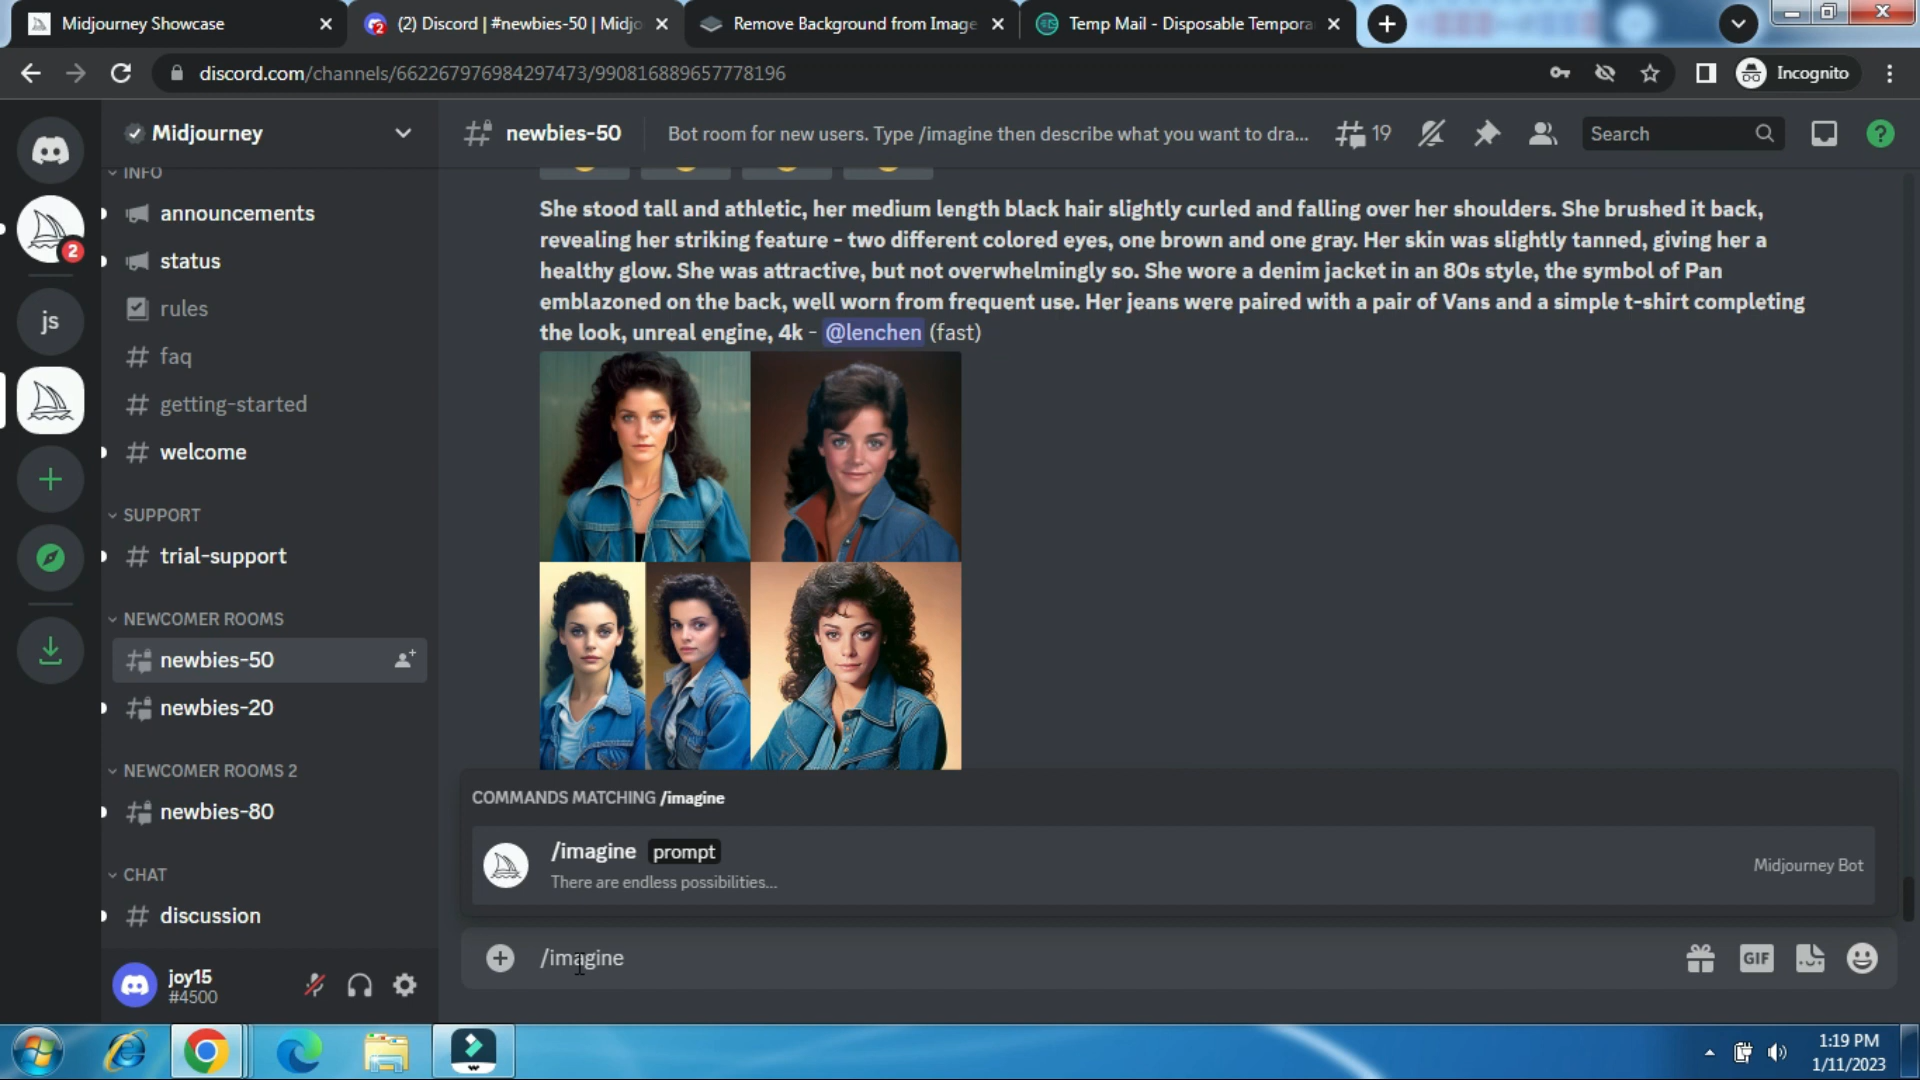 Midjourney Showcase
(2) Discord | #newbies-50 | Midjo
Remove Background from Image
Temp Mail - Disposable Tempora
discord.com/channels/662267976984297473/990816889657778196
Incognito
Midjourney
newbies-50
Bot room for new users. Type /imagine then describe what you want to dra...
19
Search
?
INFO
announcements
status
rules
faq
getting-started
welcome
SUPPORT
trial-support
NEWCOMER ROOMS
newbies-50
newbies-20
NEWCOMER ROOMS 2
newbies-80
CHAT
discussion
joy15
#4500
2
js
She stood tall and athletic, her medium length black hair slightly curled and falling over her shoulders. She brushed it back,
revealing her striking feature - two different colored eyes, one brown and one gray. Her skin was slightly tanned, giving her a
healthy glow. She was attractive, but not overwhelmingly so. She wore a denim jacket in an 80s style, the symbol of Pan
emblazoned on the back, well worn from frequent use. Her jeans were paired with a pair of Vans and a simple t-shirt completing
the look, unreal engine, 4k - @lenchen (fast)
COMMANDS MATCHING /imagine
/imagine prompt
There are endless possibilities...
Midjourney Bot
/imagine
GIF
1:19 PM
1/11/2023